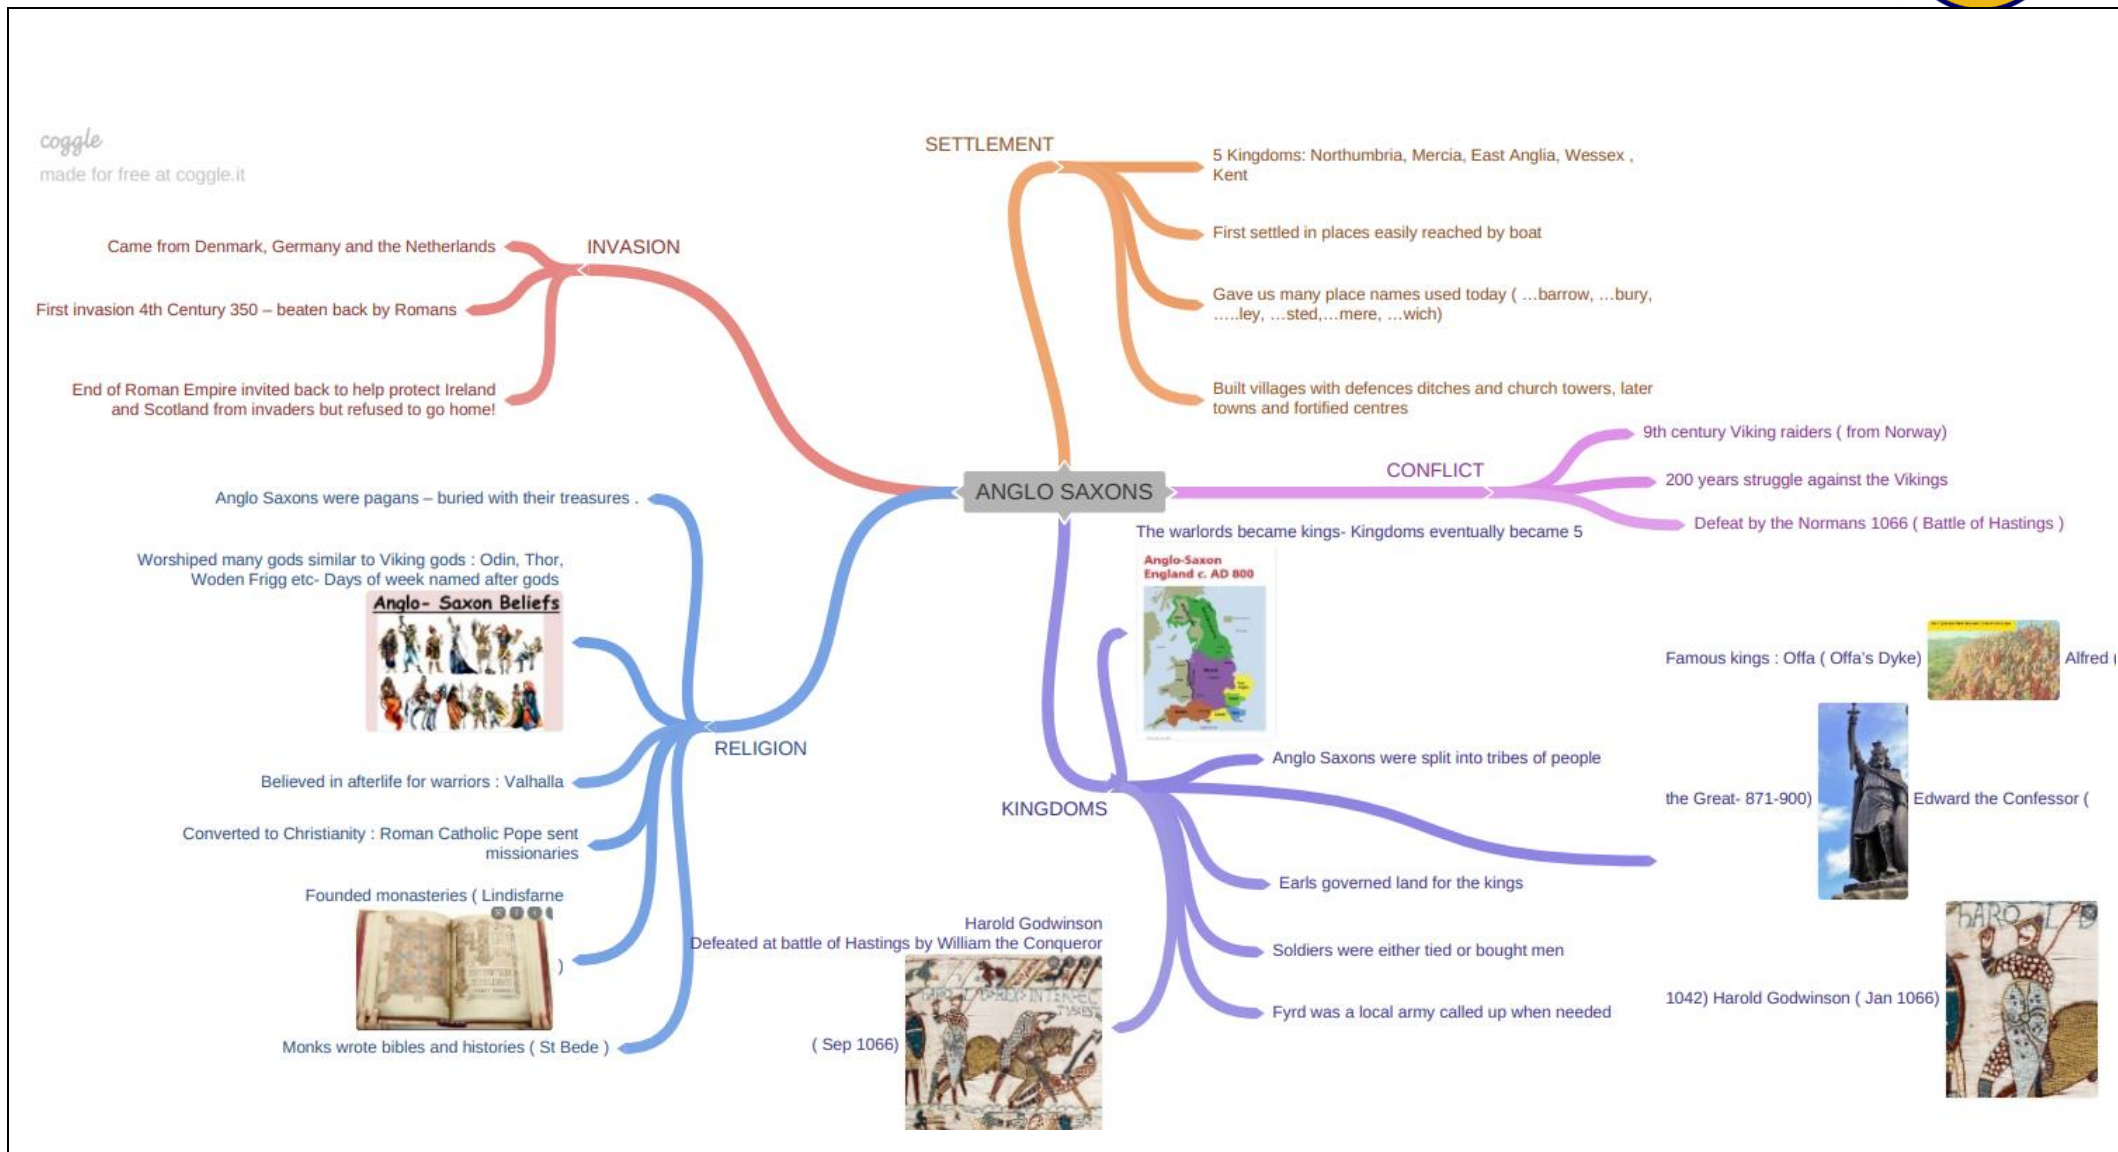 coggle
made for free at coggle.it
INVASION
Came from Denmark, Germany and the Netherlands
First invasion 4th Century 350 – beaten back by Romans
End of Roman Empire invited back to help protect Ireland
and Scotland from invaders but refused to go home!
SETTLEMENT
5 Kingdoms: Northumbria, Mercia, East Anglia, Wessex ,
Kent
First settled in places easily reached by boat
Gave us many place names used today ( …barrow, …bury,
…..ley, …sted,…mere, …wich)
Built villages with defences ditches and church towers, later
towns and fortified centres
ANGLO SAXONS
CONFLICT
9th century Viking raiders ( from Norway)
200 years struggle against the Vikings
Defeat by the Normans 1066 ( Battle of Hastings )
RELIGION
Anglo Saxons were pagans – buried with their treasures .
Worshiped many gods similar to Viking gods : Odin, Thor,
Woden Frigg etc- Days of week named after gods
Anglo- Saxon Beliefs
Believed in afterlife for warriors : Valhalla
Converted to Christianity : Roman Catholic Pope sent
missionaries
Founded monasteries ( Lindisfarne
)
Monks wrote bibles and histories ( St Bede )
KINGDOMS
The warlords became kings- Kingdoms eventually became 5
Anglo-Saxon
England c. AD 800
Anglo Saxons were split into tribes of people
Famous kings : Offa ( Offa's Dyke)
Alfred (
the Great- 871-900)
Edward the Confessor (
1042) Harold Godwinson ( Jan 1066)
HAROLD
Earls governed land for the kings
Soldiers were either tied or bought men
Fyrd was a local army called up when needed
Harold Godwinson
Defeated at battle of Hastings by William the Conqueror
( Sep 1066)